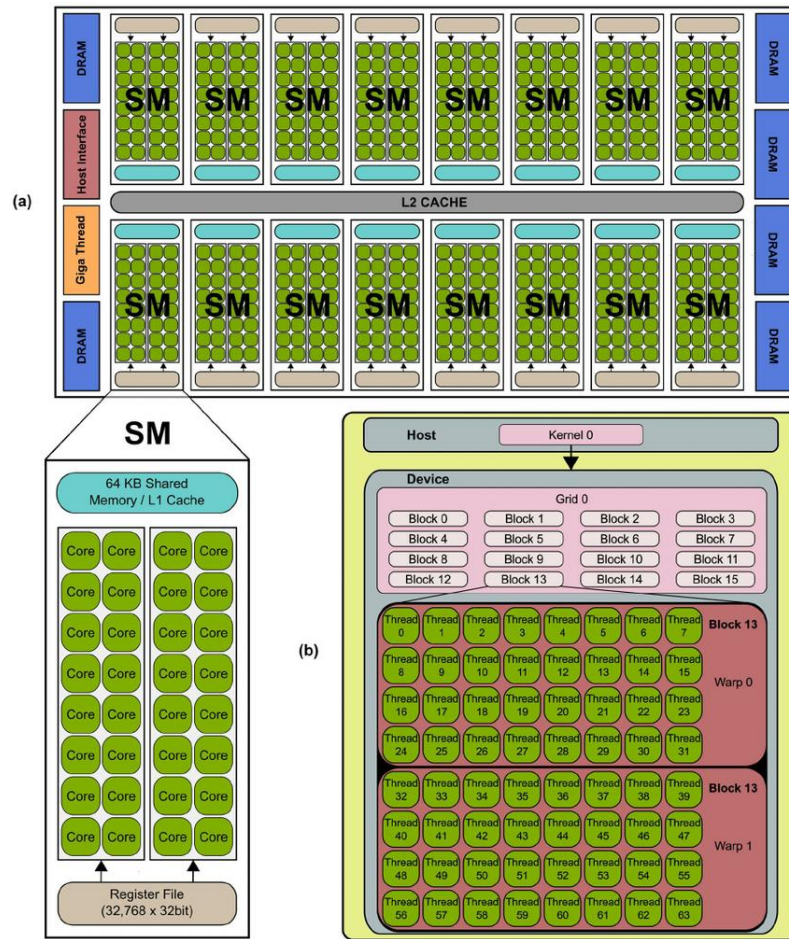 (a)
DRAM
Host Interface
Giga Thread
DRAM
SM SM SM SM SM SM SM SM
L2 CACHE
SM SM SM SM SM SM SM SM
DRAM
DRAM
DRAM
DRAM
SM
64 KB Shared
Memory / L1 Cache
Core Core Core Core
Core Core Core Core
Core Core Core Core
Core Core Core Core
Core Core Core Core
Core Core Core Core
Core Core Core Core
Core Core Core Core
Register File
(32,768 x 32bit)
(b)
Host
Kernel 0
Device
Grid 0
Block 0 Block 1 Block 2 Block 3
Block 4 Block 5 Block 6 Block 7
Block 8 Block 9 Block 10 Block 11
Block 12 Block 13 Block 14 Block 15
Thread Thread Thread Thread Thread Thread Thread Thread
0 1 2 3 4 5 6 7
Block 13
Thread Thread Thread Thread Thread Thread Thread Thread
8 9 10 11 12 13 14 15
Warp 0
Thread Thread Thread Thread Thread Thread Thread Thread
16 17 18 19 20 21 22 23
Thread Thread Thread Thread Thread Thread Thread Thread
24 25 26 27 28 29 30 31
Thread Thread Thread Thread Thread Thread Thread Thread
32 33 34 35 36 37 38 39
Block 13
Thread Thread Thread Thread Thread Thread Thread Thread
40 41 42 43 44 45 46 47
Warp 1
Thread Thread Thread Thread Thread Thread Thread Thread
48 49 50 51 52 53 54 55
Thread Thread Thread Thread Thread Thread Thread Thread
56 57 58 59 60 61 62 63